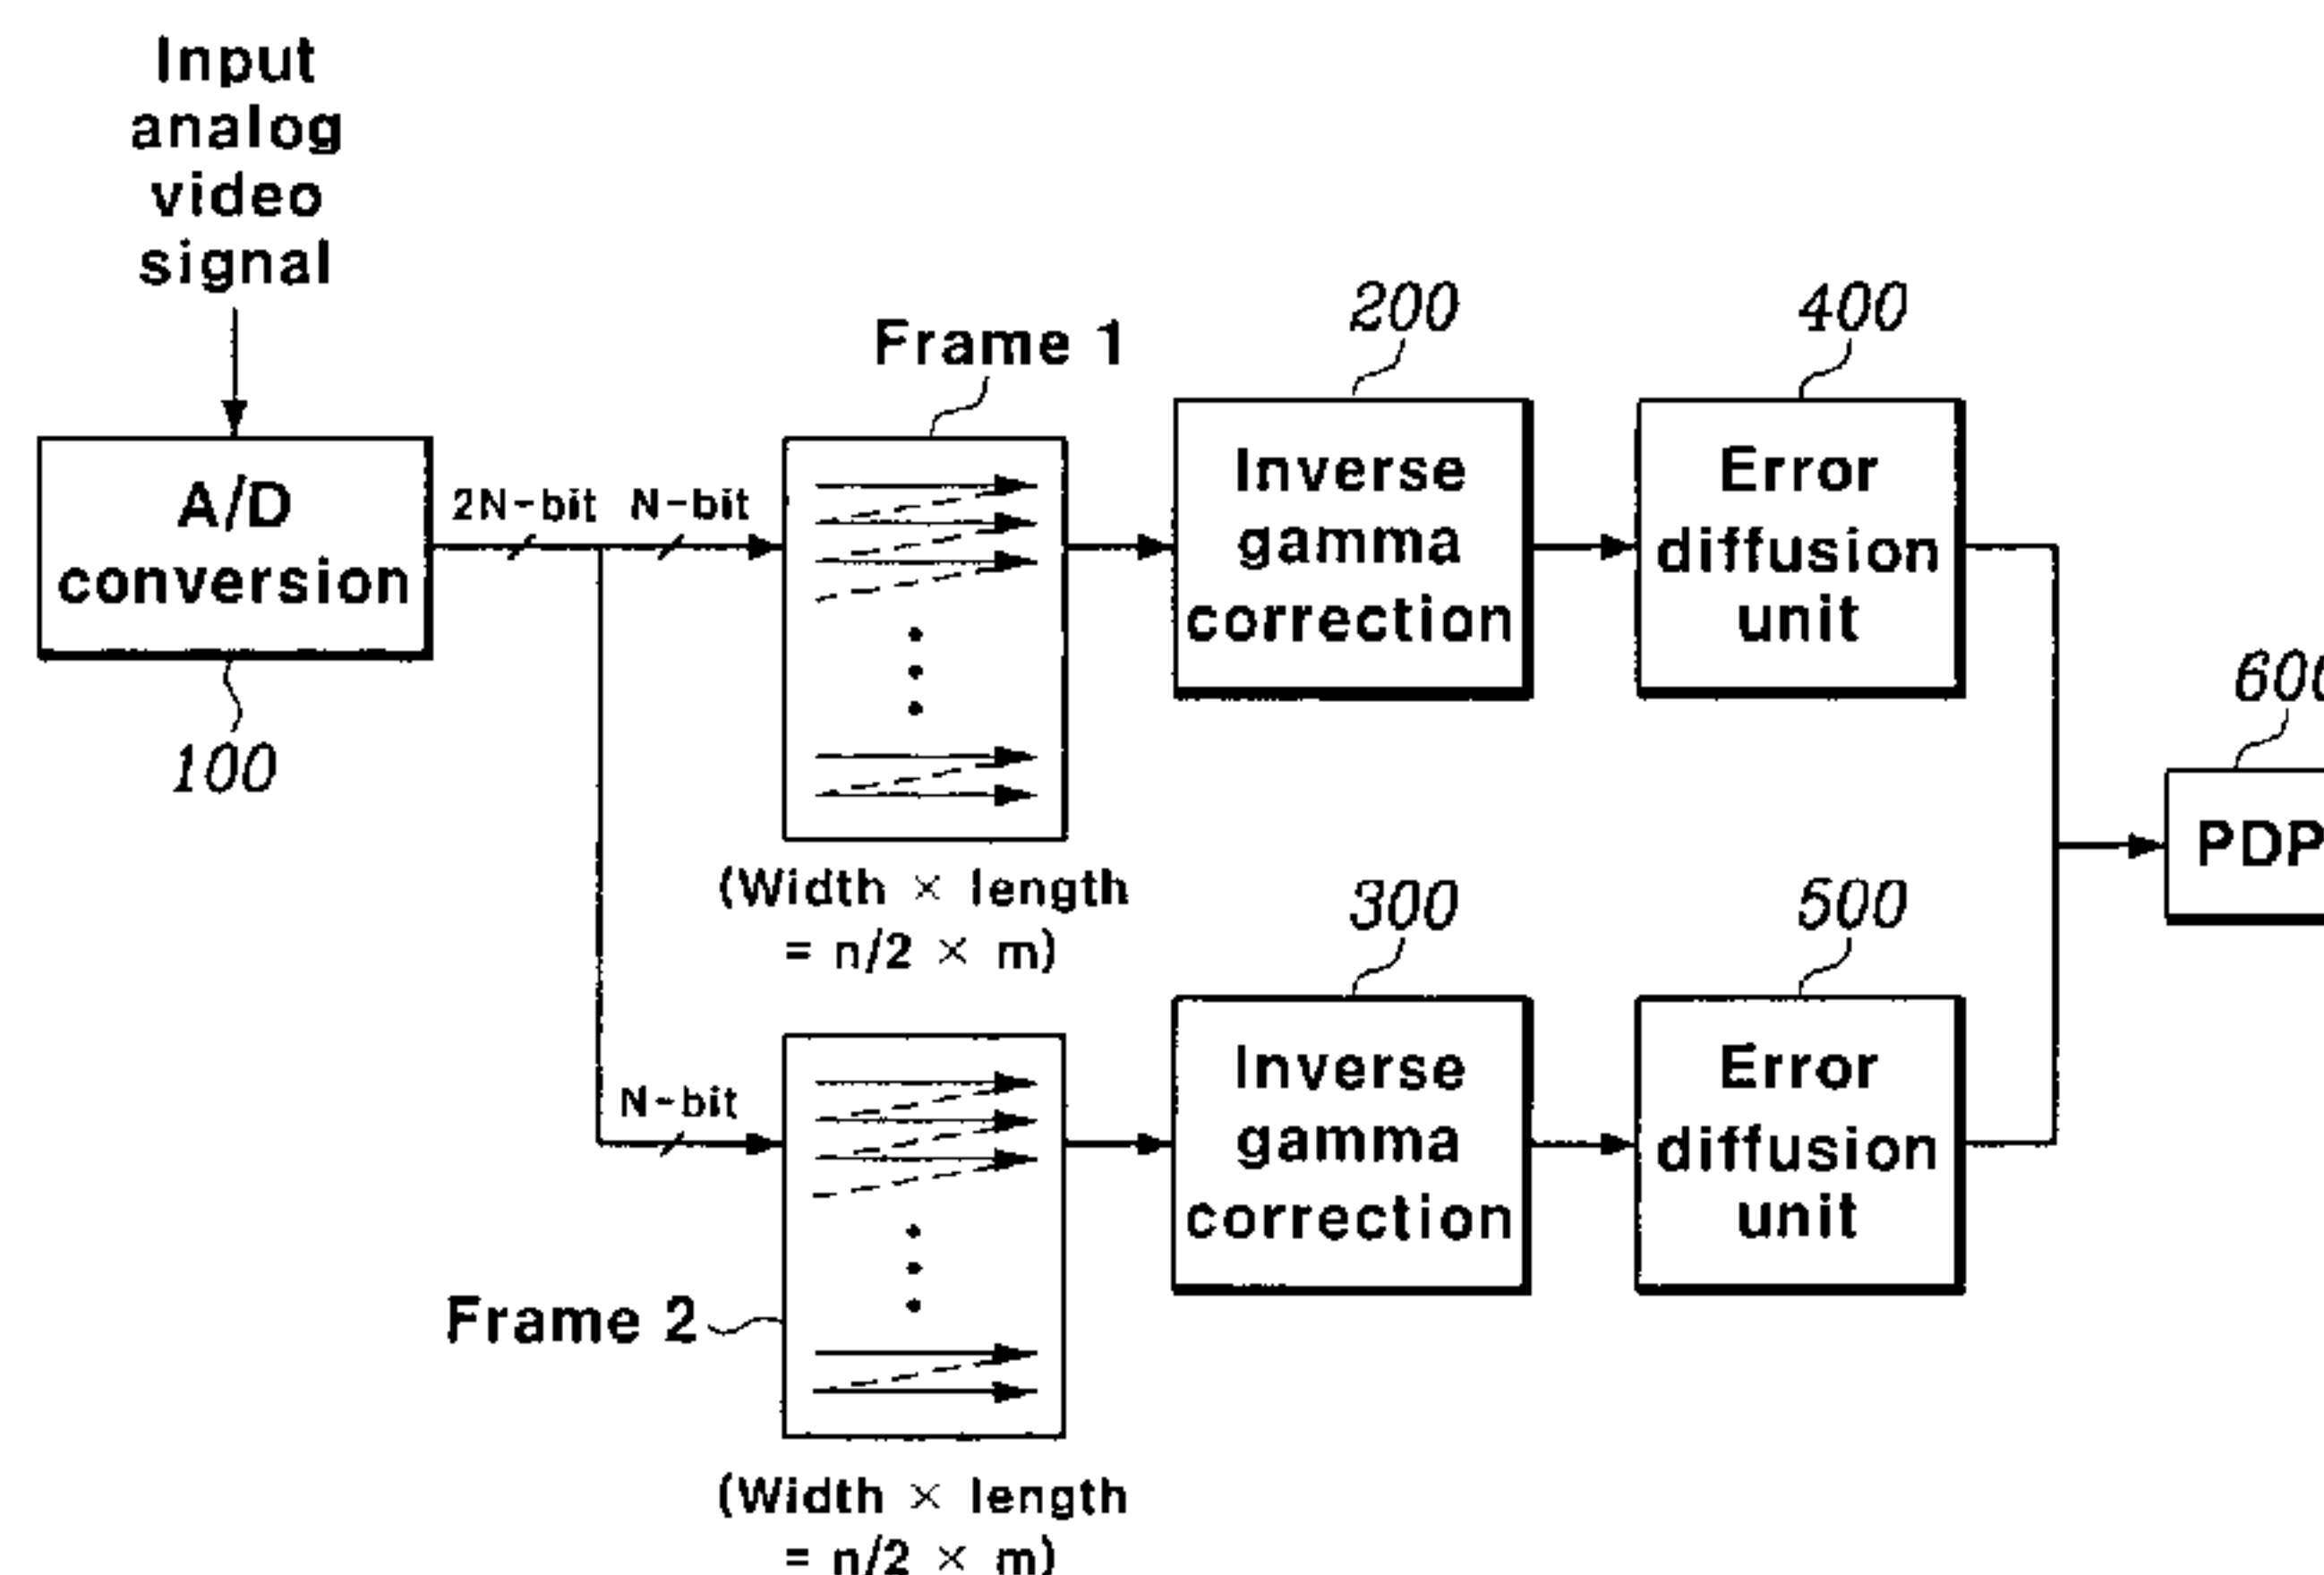 Input
analog
video
signal
A/D
conversion
100
2N-bit
N-bit
Frame 1
(Width × length
= n/2 × m)
200
Inverse
gamma
correction
400
Error
diffusion
unit
600
PDP
N-bit
Frame 2
(Width × length
= n/2 × m)
300
Inverse
gamma
correction
500
Error
diffusion
unit